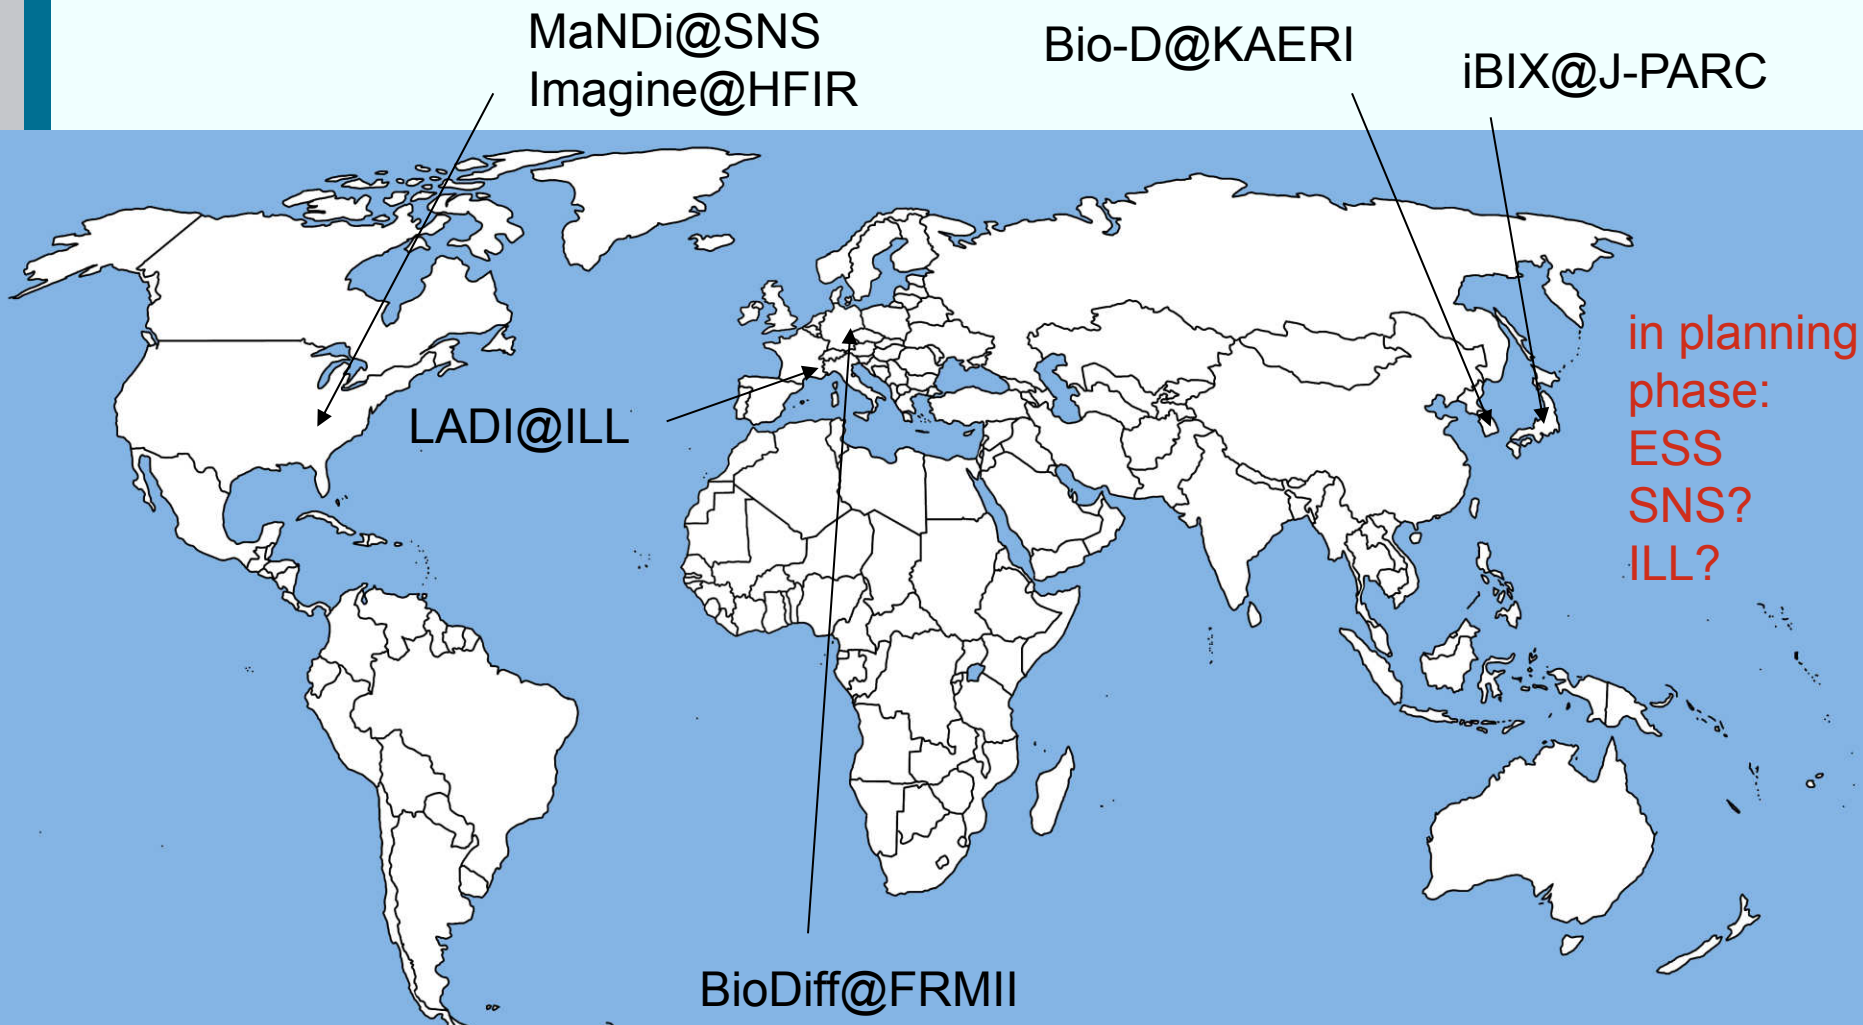 MaNDi@SNS
Imagine@HFIR
Bio-D@KAERI
iBIX@J-PARC
in planning
phase:
ESS
SNS?
ILL?
LADI@ILL
BioDiff@FRMII